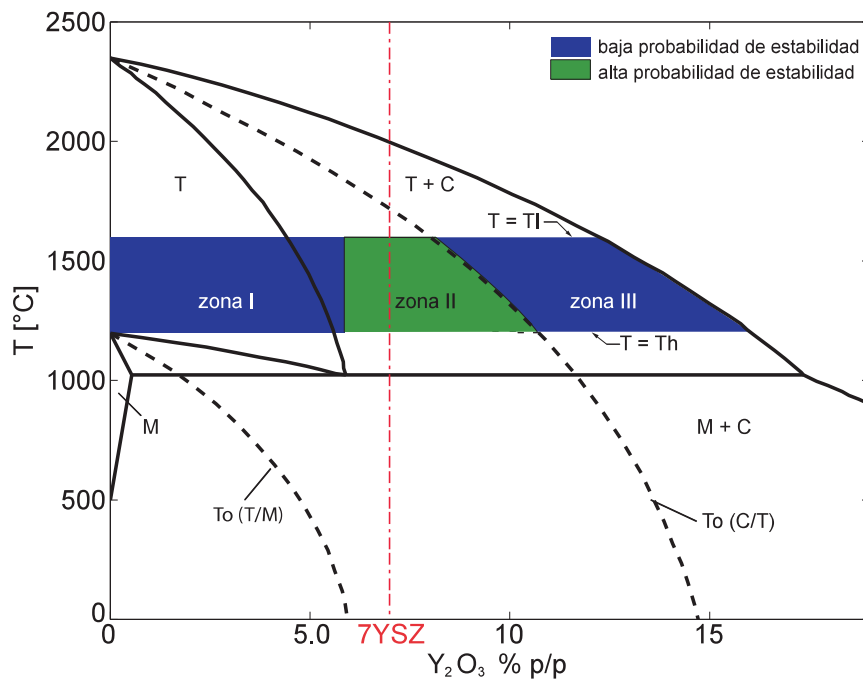 2500
2000
1500
1000
500
0
T [°C]
baja probabilidad de estabilidad
alta probabilidad de estabilidad
T
T + C
T = Tl
zona I
zona II
zona III
T = Th
M
M + C
To (T/M)
To (C/T)
0
5.0
7YSZ
10
15
Y₂O₃ % p/p